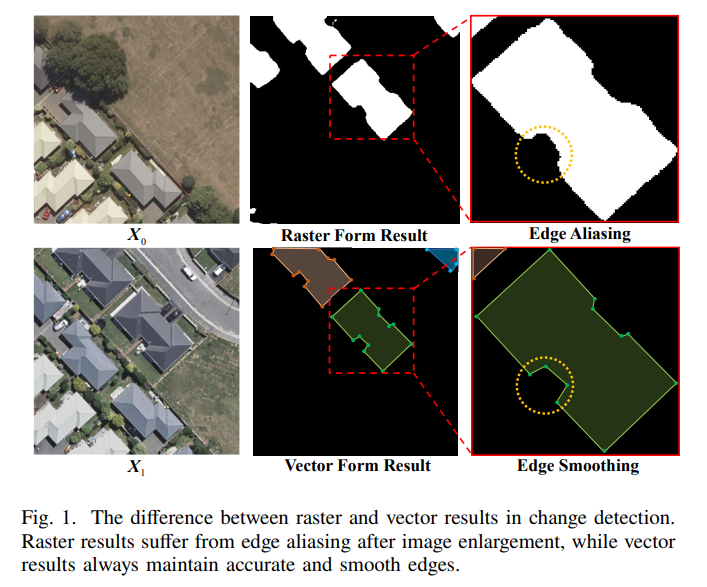 X0
Raster Form Result
Edge Aliasing
X1
Vector Form Result
Edge Smoothing
Fig. 1. The difference between raster and vector results in change detection.
Raster results suffer from edge aliasing after image enlargement, while vector
results always maintain accurate and smooth edges.